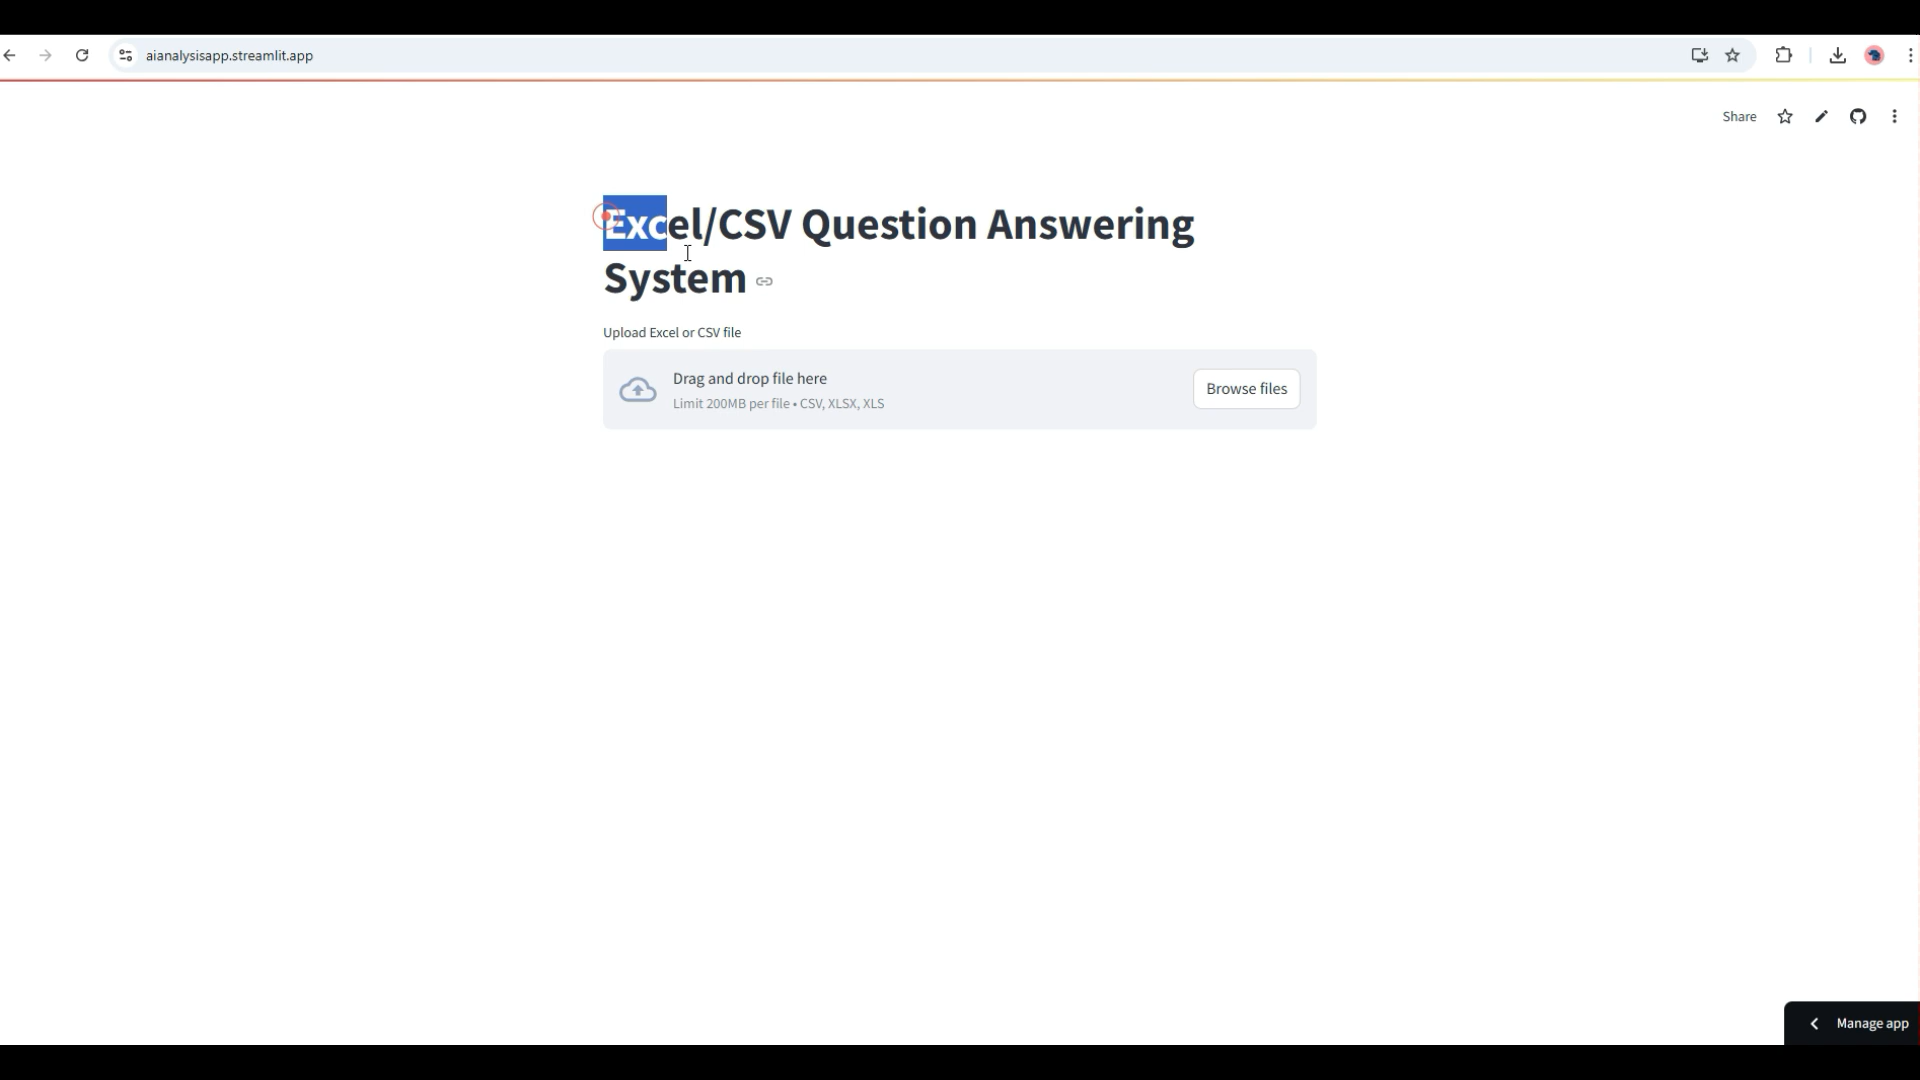 aianalysisapp.streamlit.app
Share
Excel/CSV Question Answering
System
Upload Excel or CSV file
Drag and drop file here
Limit 200MB per file • CSV, XLSX, XLS
Browse files
Manage app